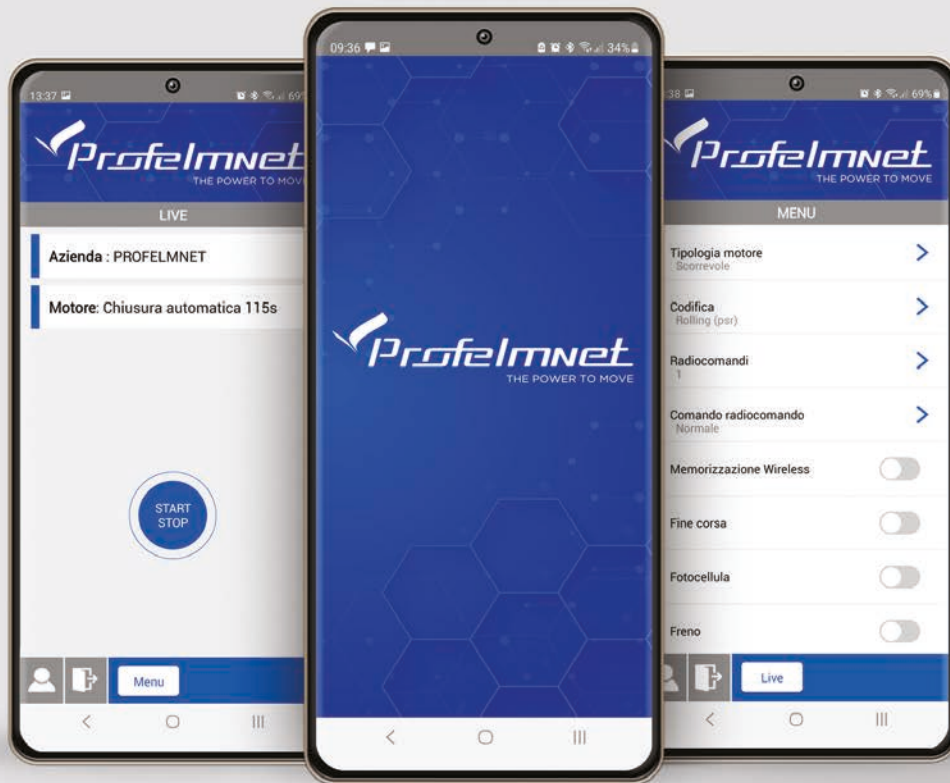 13:37
69%
Profelmnet
THE POWER TO MOVE
LIVE
Azienda : PROFELMNET
Motore: Chiusura automatica 115s
START
STOP
Menu
09:36
34%
Profelmnet
THE POWER TO MOVE
:38
69%
Profelmnet
THE POWER TO MOVE
MENU
Tipologia motore
Scorrevole
Codifica
Rolling (psr)
Radiocomandi
1
Comando radiocomando
Normale
Memorizzazione Wireless
Fine corsa
Fotocellula
Freno
Live